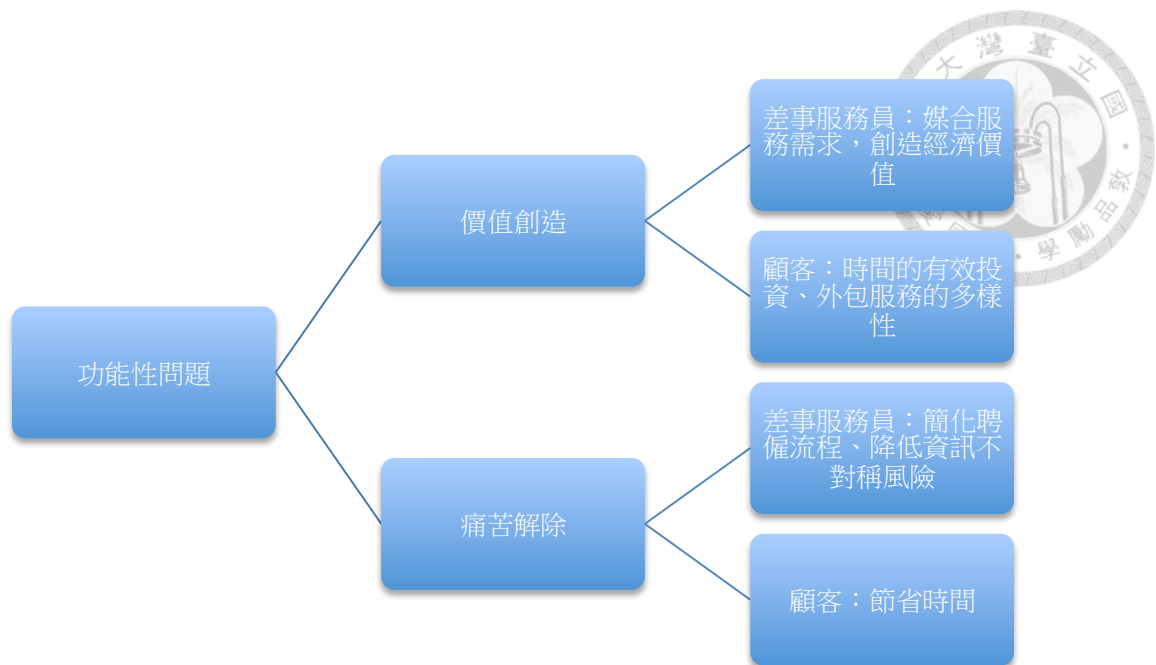 功能性問題
價值創造
差事服務員：媒合服
務需求，創造經濟價
值
顧客：時間的有效投
資、外包服務的多樣
性
痛苦解除
差事服務員：簡化聘
僱流程、降低資訊不
對稱風險
顧客：節省時間